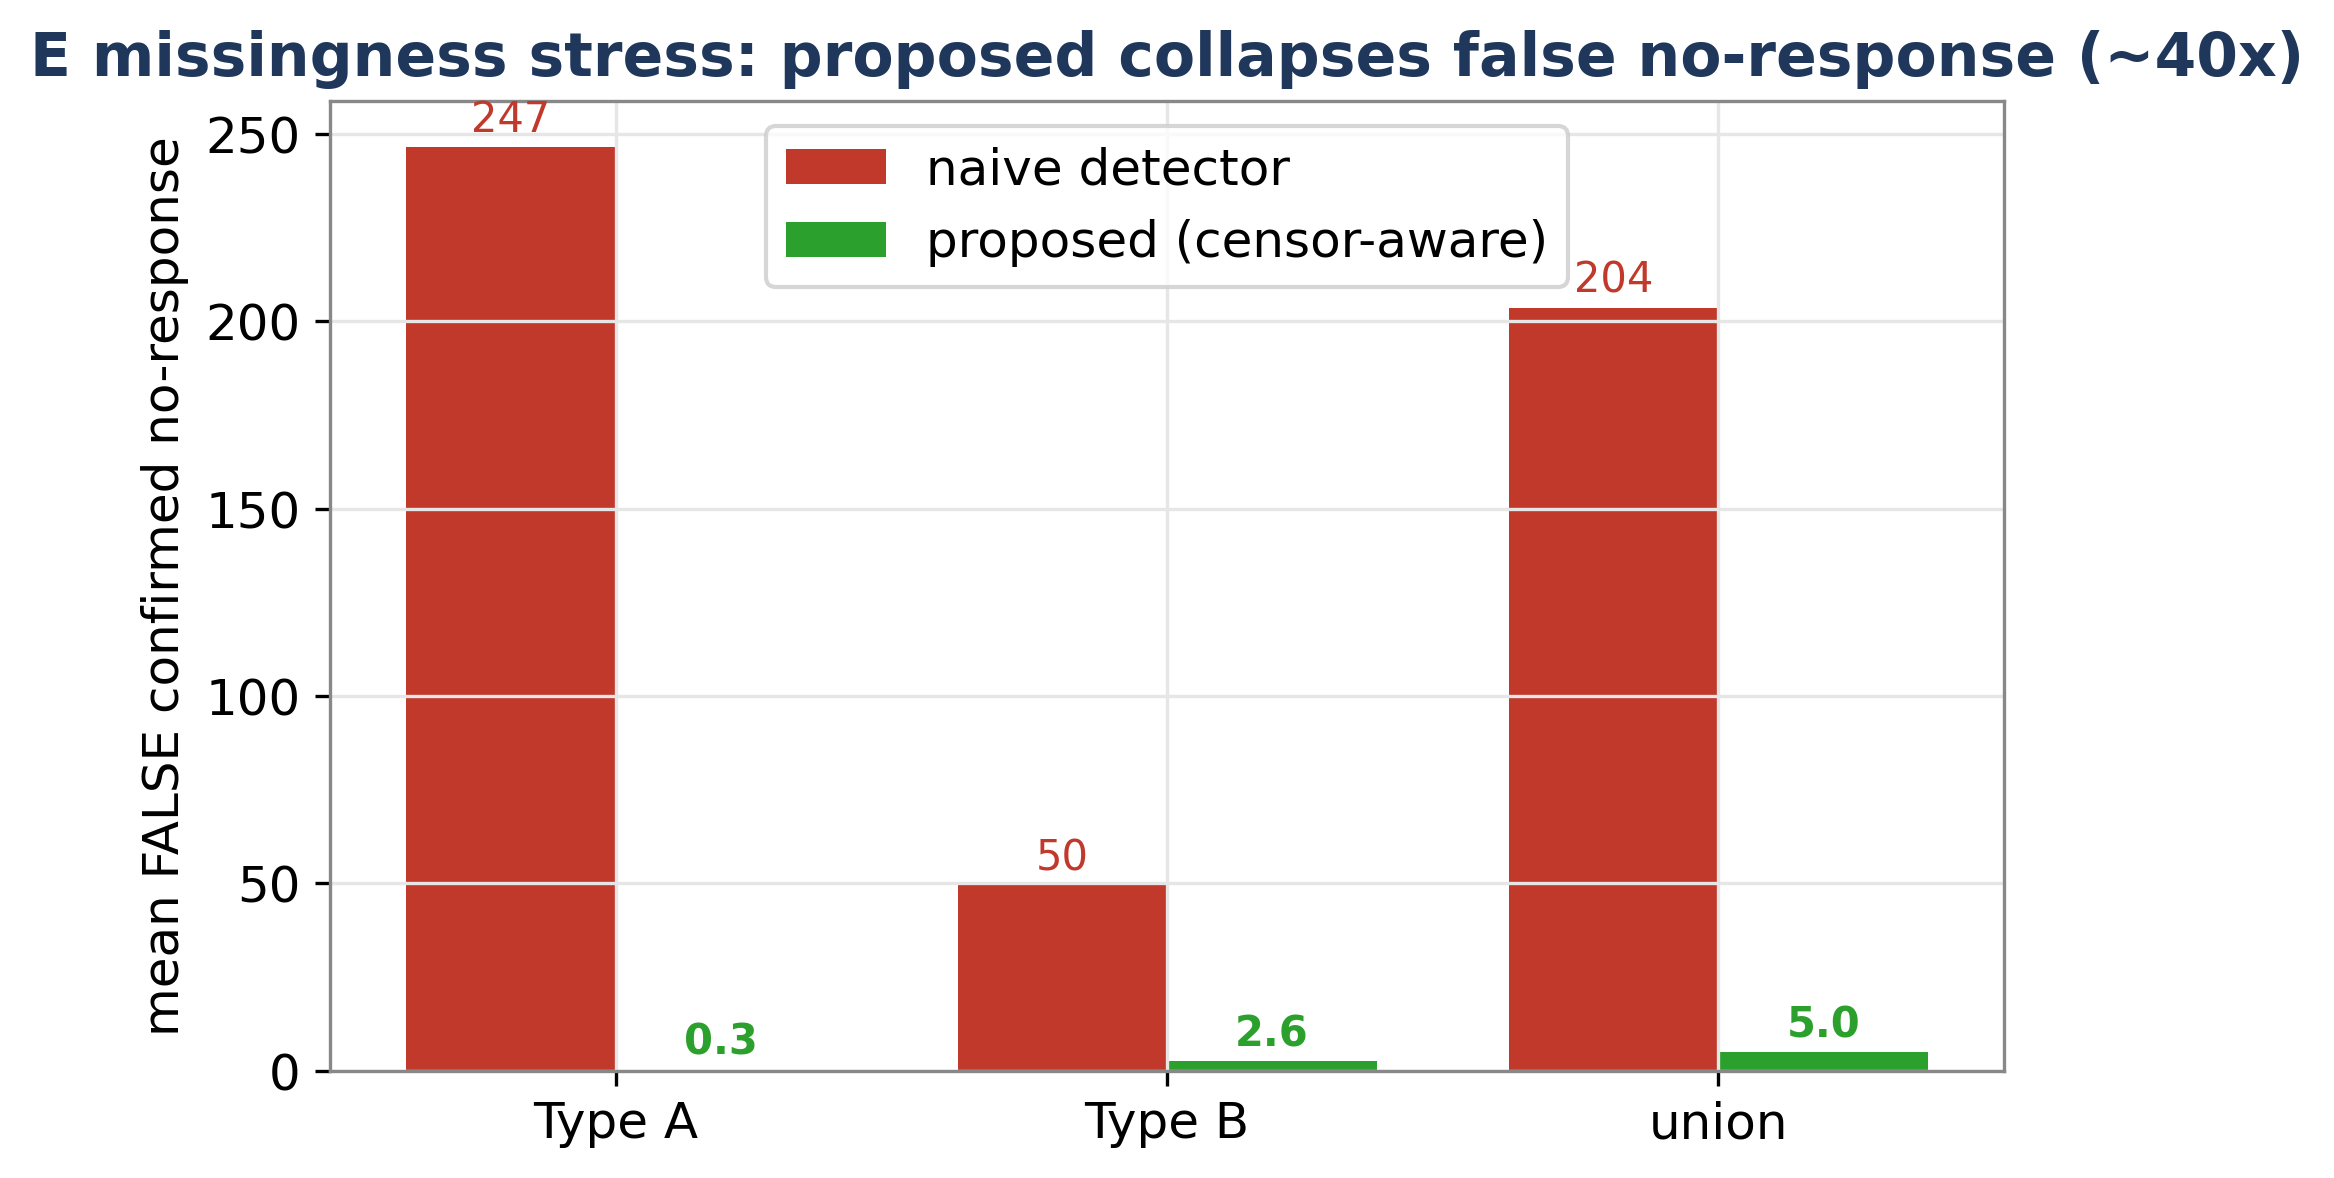 E missingness stress: proposed collapses false no-response (~40x)
mean FALSE confirmed no-response
250
200
150
100
50
0
naive detector
proposed (censor-aware)
247
0.3
50
2.6
204
5.0
Type A
Type B
union